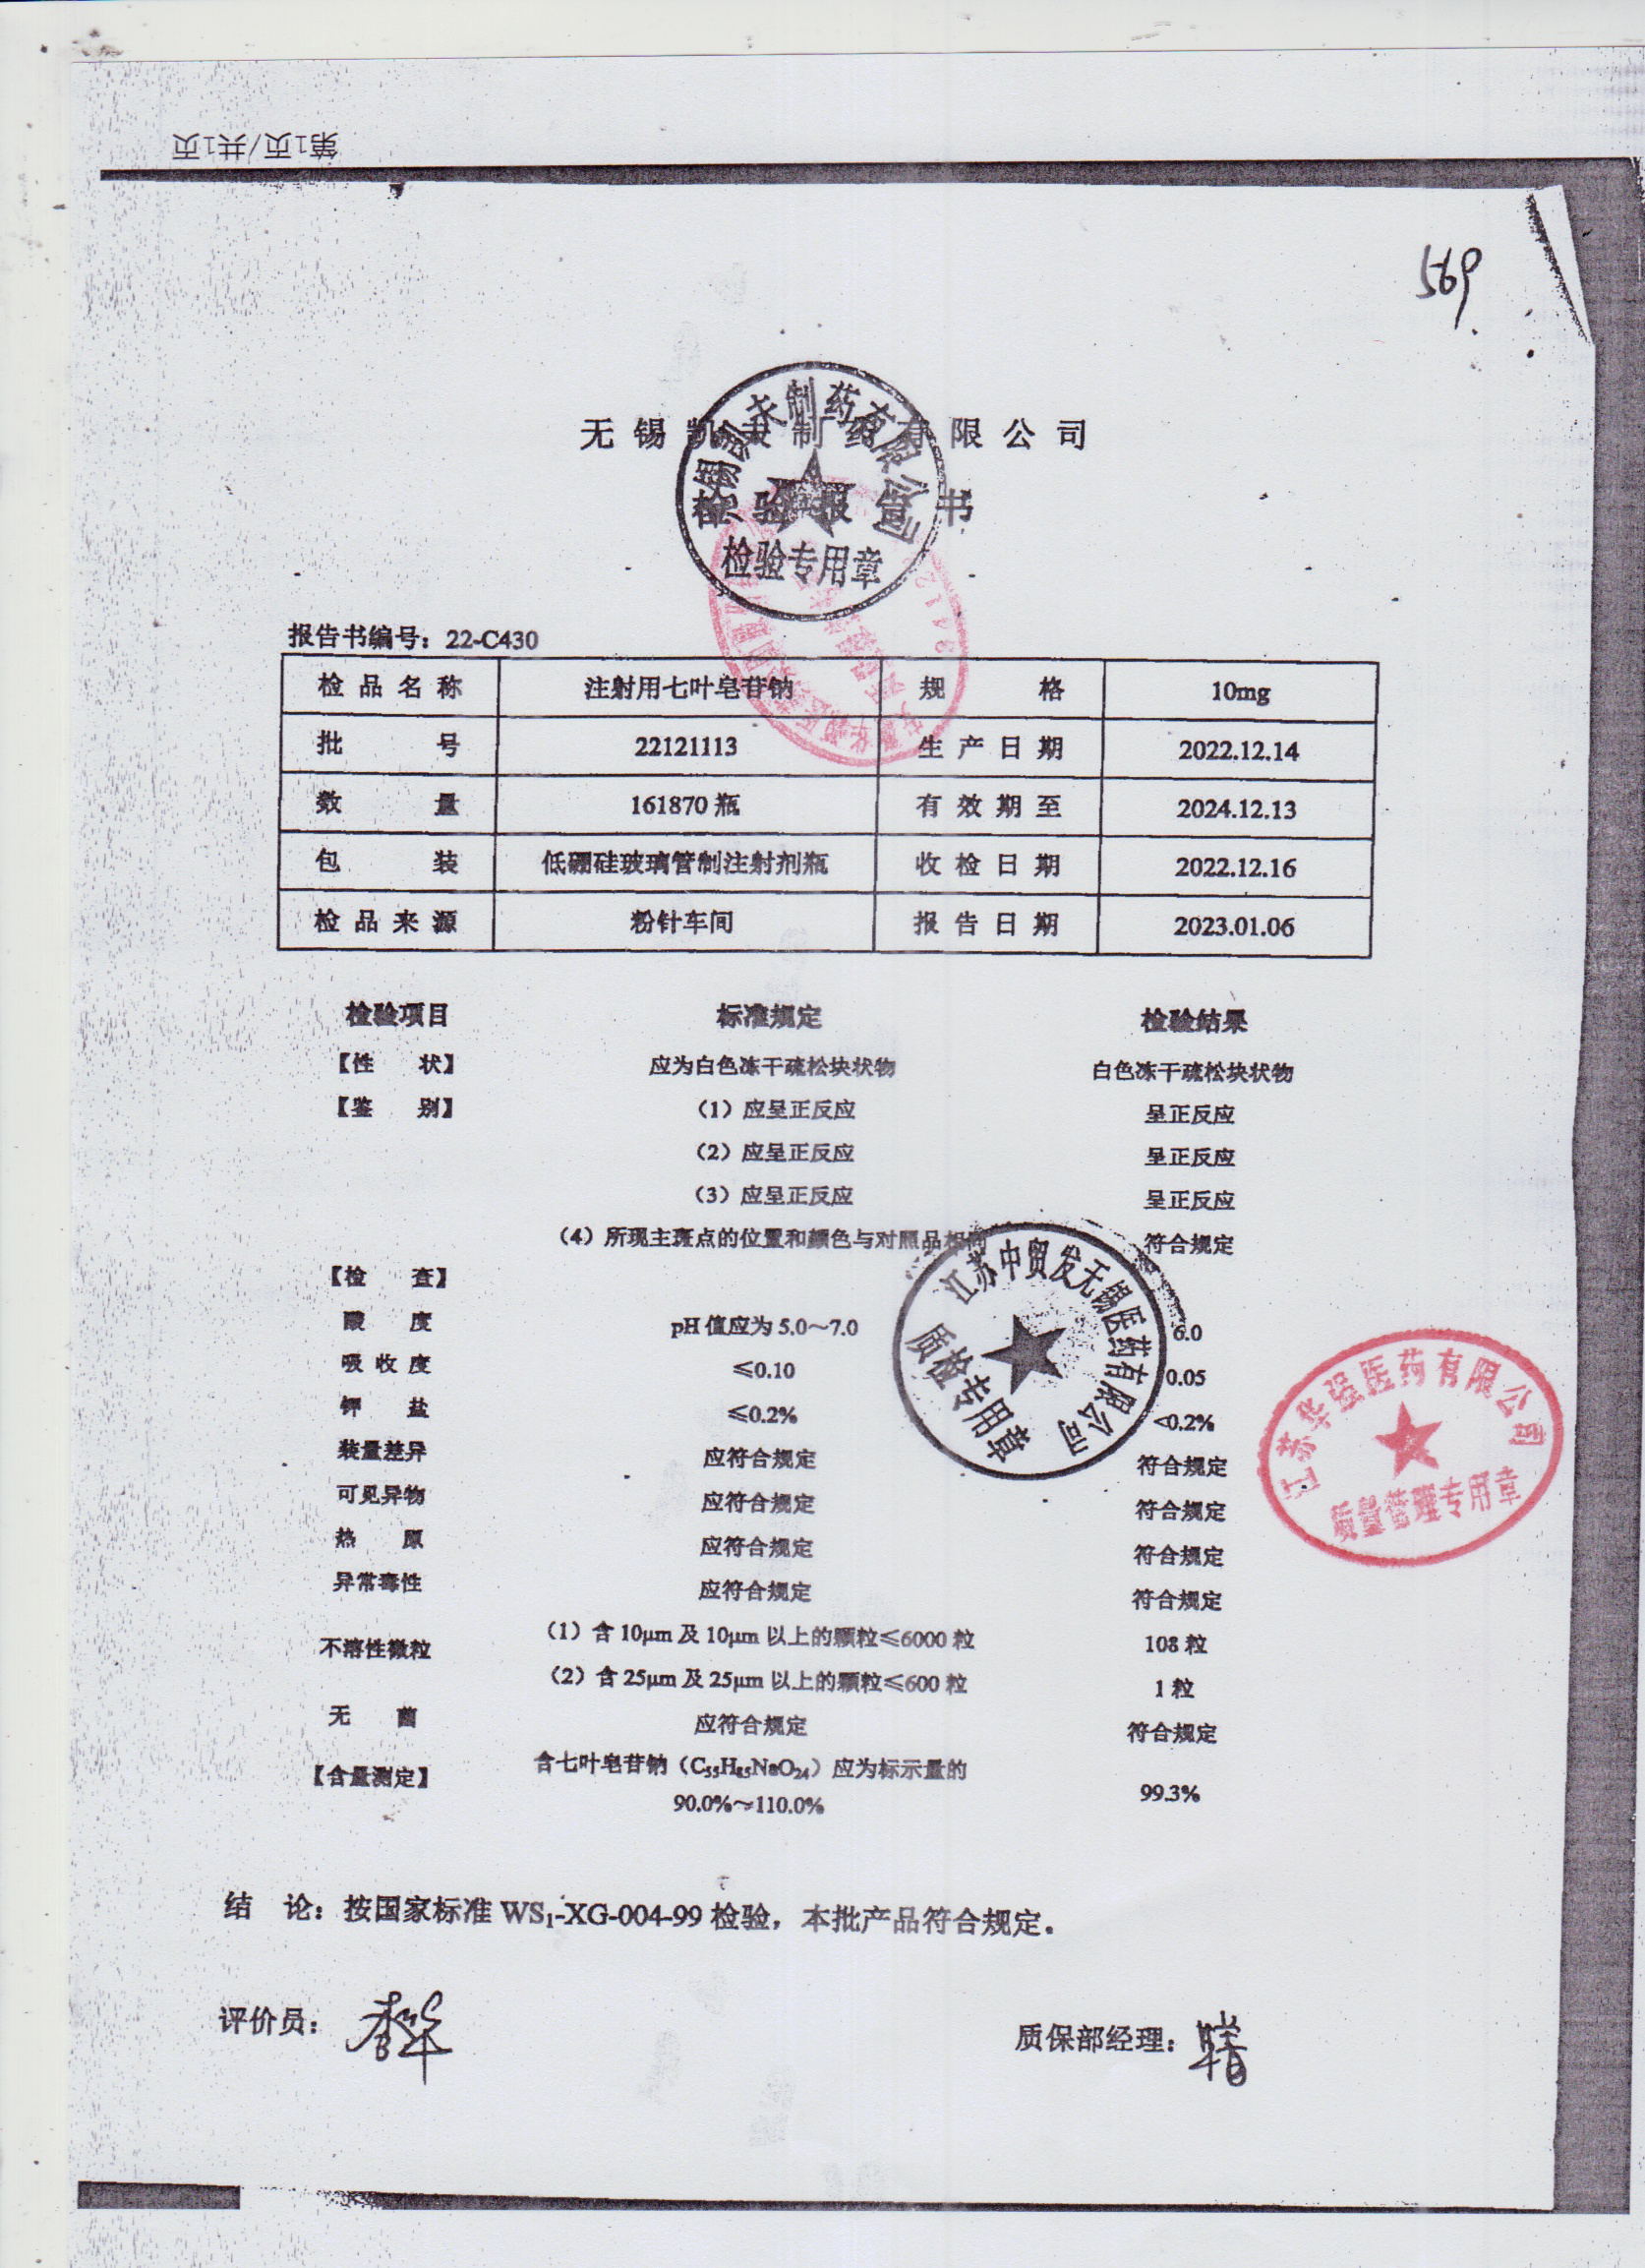 第1页/共1页
569
无锡凯夫制药有限公司
检验报告书
检验专用章
报告书编号：22-C430
检品名称 注射用七叶皂苷钠 规格 10mg
批号 22121113 生产日期 2022.12.14
数量 161870瓶 有效期至 2024.12.13
包装 低硼硅玻璃管制注射剂瓶 收检日期 2022.12.16
检品来源 粉针车间 报告日期 2023.01.06
检验项目 标准规定 检验结果
【性状】 应为白色冻干疏松块状物 白色冻干疏松块状物
【鉴别】 （1）应呈正反应 呈正反应
（2）应呈正反应 呈正反应
（3）应呈正反应 呈正反应
（4）所现主斑点的位置和颜色与对照品相同 符合规定
【检查】
酸度 pH值应为5.0～7.0 6.0
吸收度 ≤0.10 0.05
钾盐 ≤0.2% <0.2%
装量差异 应符合规定 符合规定
可见异物 应符合规定 符合规定
热原 应符合规定 符合规定
异常毒性 应符合规定 符合规定
不溶性微粒 （1）含10μm及10μm以上的颗粒≤6000粒 108粒
（2）含25μm及25μm以上的颗粒≤600粒 1粒
无菌 应符合规定 符合规定
【含量测定】 含七叶皂苷钠（C₅₅H₈₅NaO₂₄）应为标示量的 99.3%
90.0%～110.0%
江苏中贸发无锡医药有限公司
质检专用章
江苏华强医药有限公司
质量管理专用章
结 论：按国家标准WS₁-XG-004-99检验，本批产品符合规定。
评价员：
质保部经理：